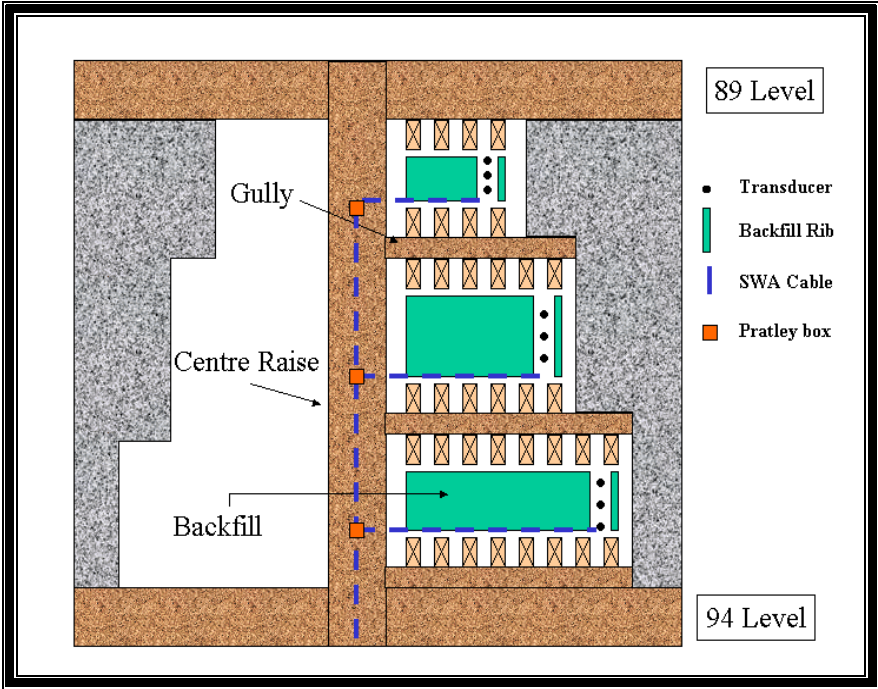 89 Level
Transducer
Gully
Backfill Rib
SWA Cable
Pratley box
Centre Raise
Backfill
94 Level